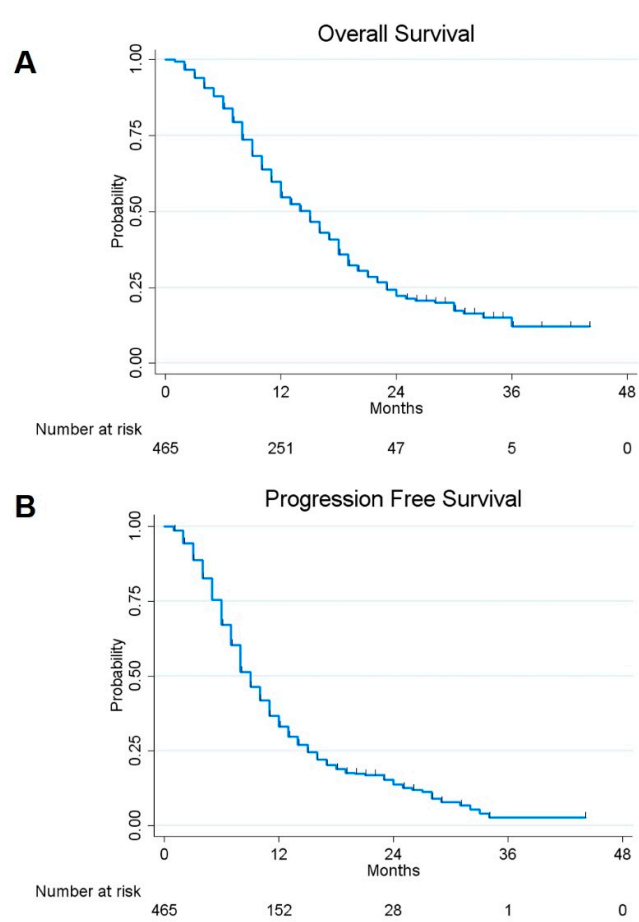 A
Overall Survival
Probability
1.00
0.75
0.50
0.25
0.00
0 12 24 36 48
Months
Number at risk
465 251 47 5 0
B
Progression Free Survival
Probability
1.00
0.75
0.50
0.25
0.00
0 12 24 36 48
Months
Number at risk
465 152 28 1 0